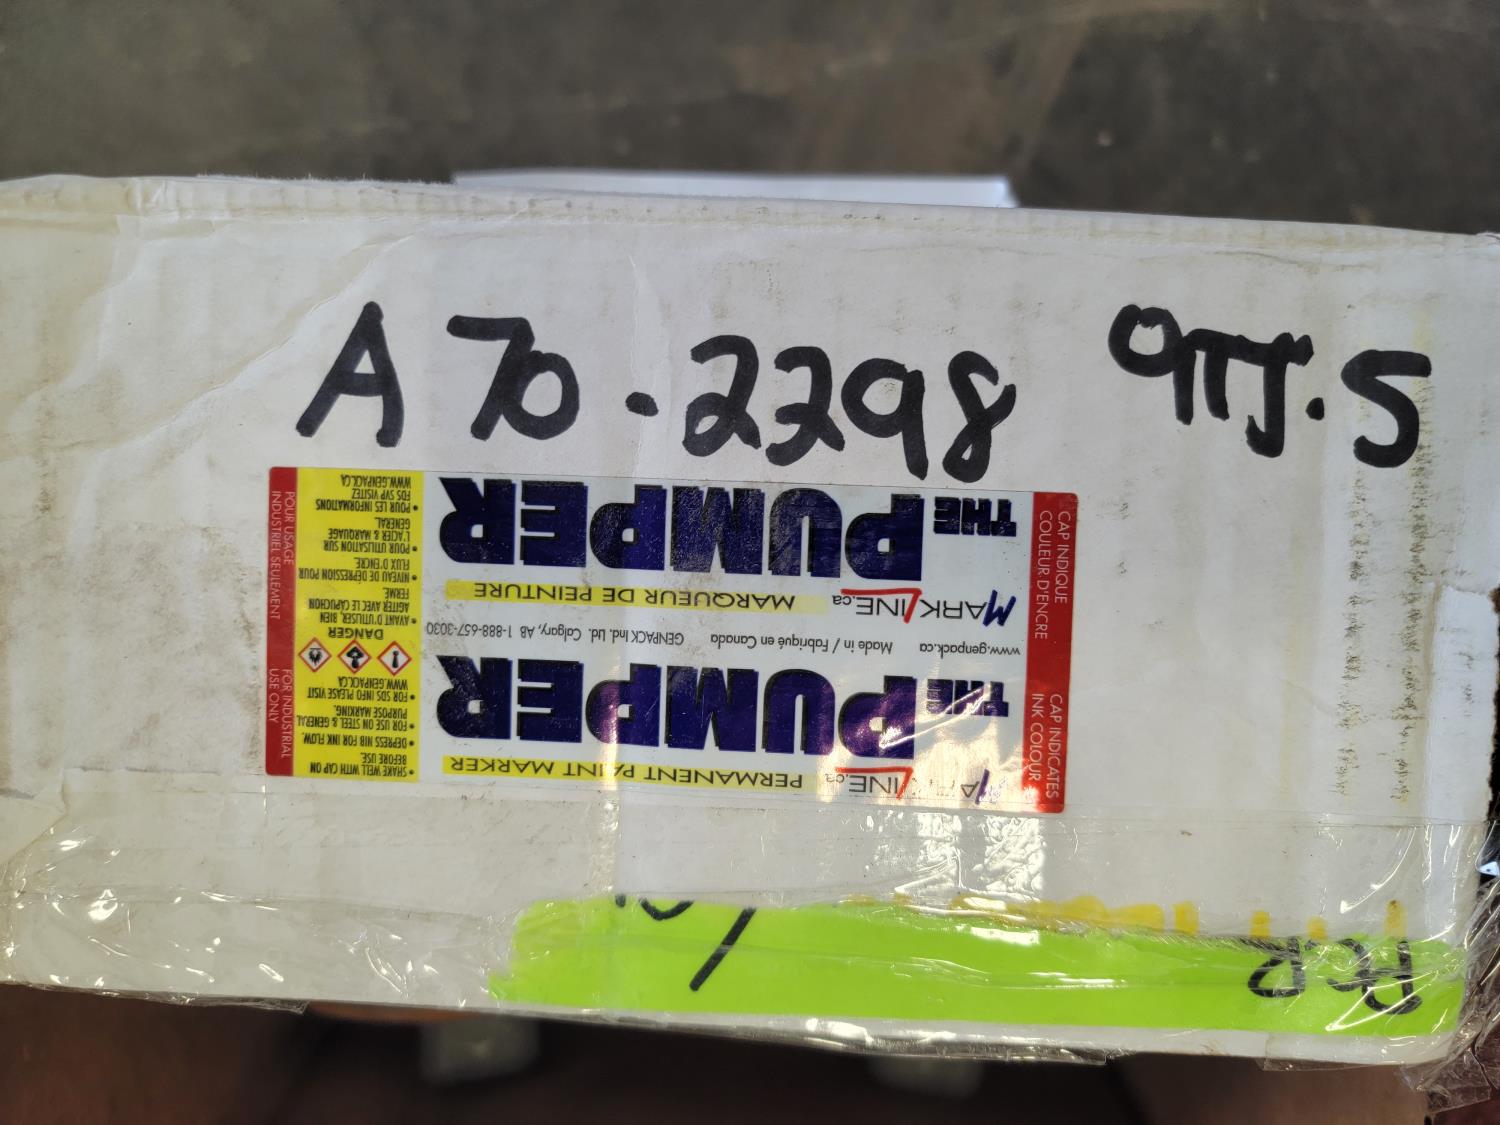 A70-2298 QTY.5
CAP INDICATES
INK COLOUR
CAP INDIQUE
COULEUR D'ENCRE
MARKLINE.ca PERMANENT PAINT MARKER
THE PUMPER
www.genpack.ca Made in / Fabriqué en Canada GENPACK Ind. Ltd. Calgary, AB 1-888-657-3030
MARKLINE.ca MARQUEUR DE PEINTURE
THE PUMPER
• SHAKE WELL WITH CAP ON
BEFORE USE.
• DEPRESS NIB FOR INK FLOW.
• FOR USE ON STEEL & GENERAL
PURPOSE MARKING.
• FOR SDS INFO PLEASE VISIT
WWW.GENPACK.CA
DANGER
• AVANT D'UTILISER, BIEN
AGITER AVEC LE CAPUCHON
FERME.
• NIVEAU DE DEPRESSION POUR
FLUX D'ENCRE.
• POUR UTILISATION SUR
L'ACIER & MARQUAGE
GENERAL.
• POUR LES INFORMATIONS
FDS SVP VISITEZ
WWW.GENPACK.CA
FOR INDUSTRIAL
USE ONLY
POUR USAGE
INDUSTRIEL SEULEMENT